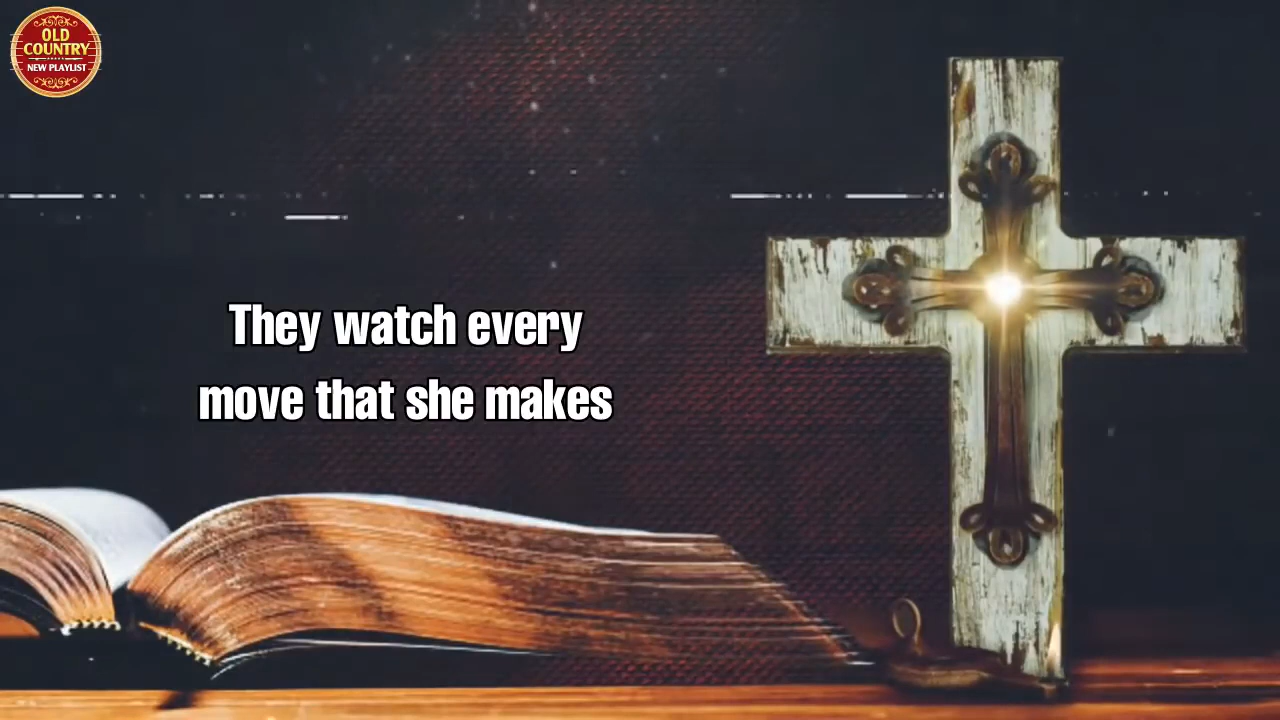 OLD
COUNTRY
NEW PLAYLIST
They watch every
move that she makes